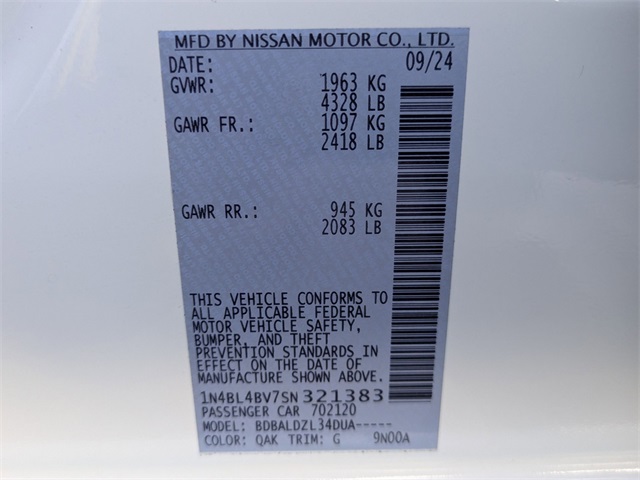 MFD BY NISSAN MOTOR CO., LTD.
DATE: 09/24
GVWR: 1963 KG
4328 LB
GAWR FR.: 1097 KG
2418 LB
GAWR RR.: 945 KG
2083 LB
THIS VEHICLE CONFORMS TO
ALL APPLICABLE FEDERAL
MOTOR VEHICLE SAFETY,
BUMPER, AND THEFT
PREVENTION STANDARDS IN
EFFECT ON THE DATE OF
MANUFACTURE SHOWN ABOVE.
1N4BL4BV7SN321383
PASSENGER CAR 702120
MODEL: BDBALDZL34DUA-----
COLOR: QAK TRIM: G 9N00A